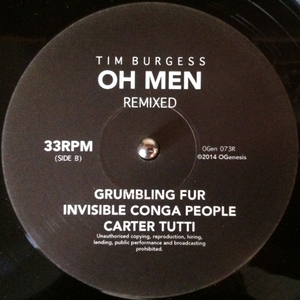 TIM BURGESS
OH MEN
REMIXED
33RPM
(SIDE B)
OGen 073R
©2014 OGenesis
GRUMBLING FUR
INVISIBLE CONGA PEOPLE
CARTER TUTTI
Unauthorised copying, reproduction, hiring,
lending, public performance and broadcasting
prohibited.